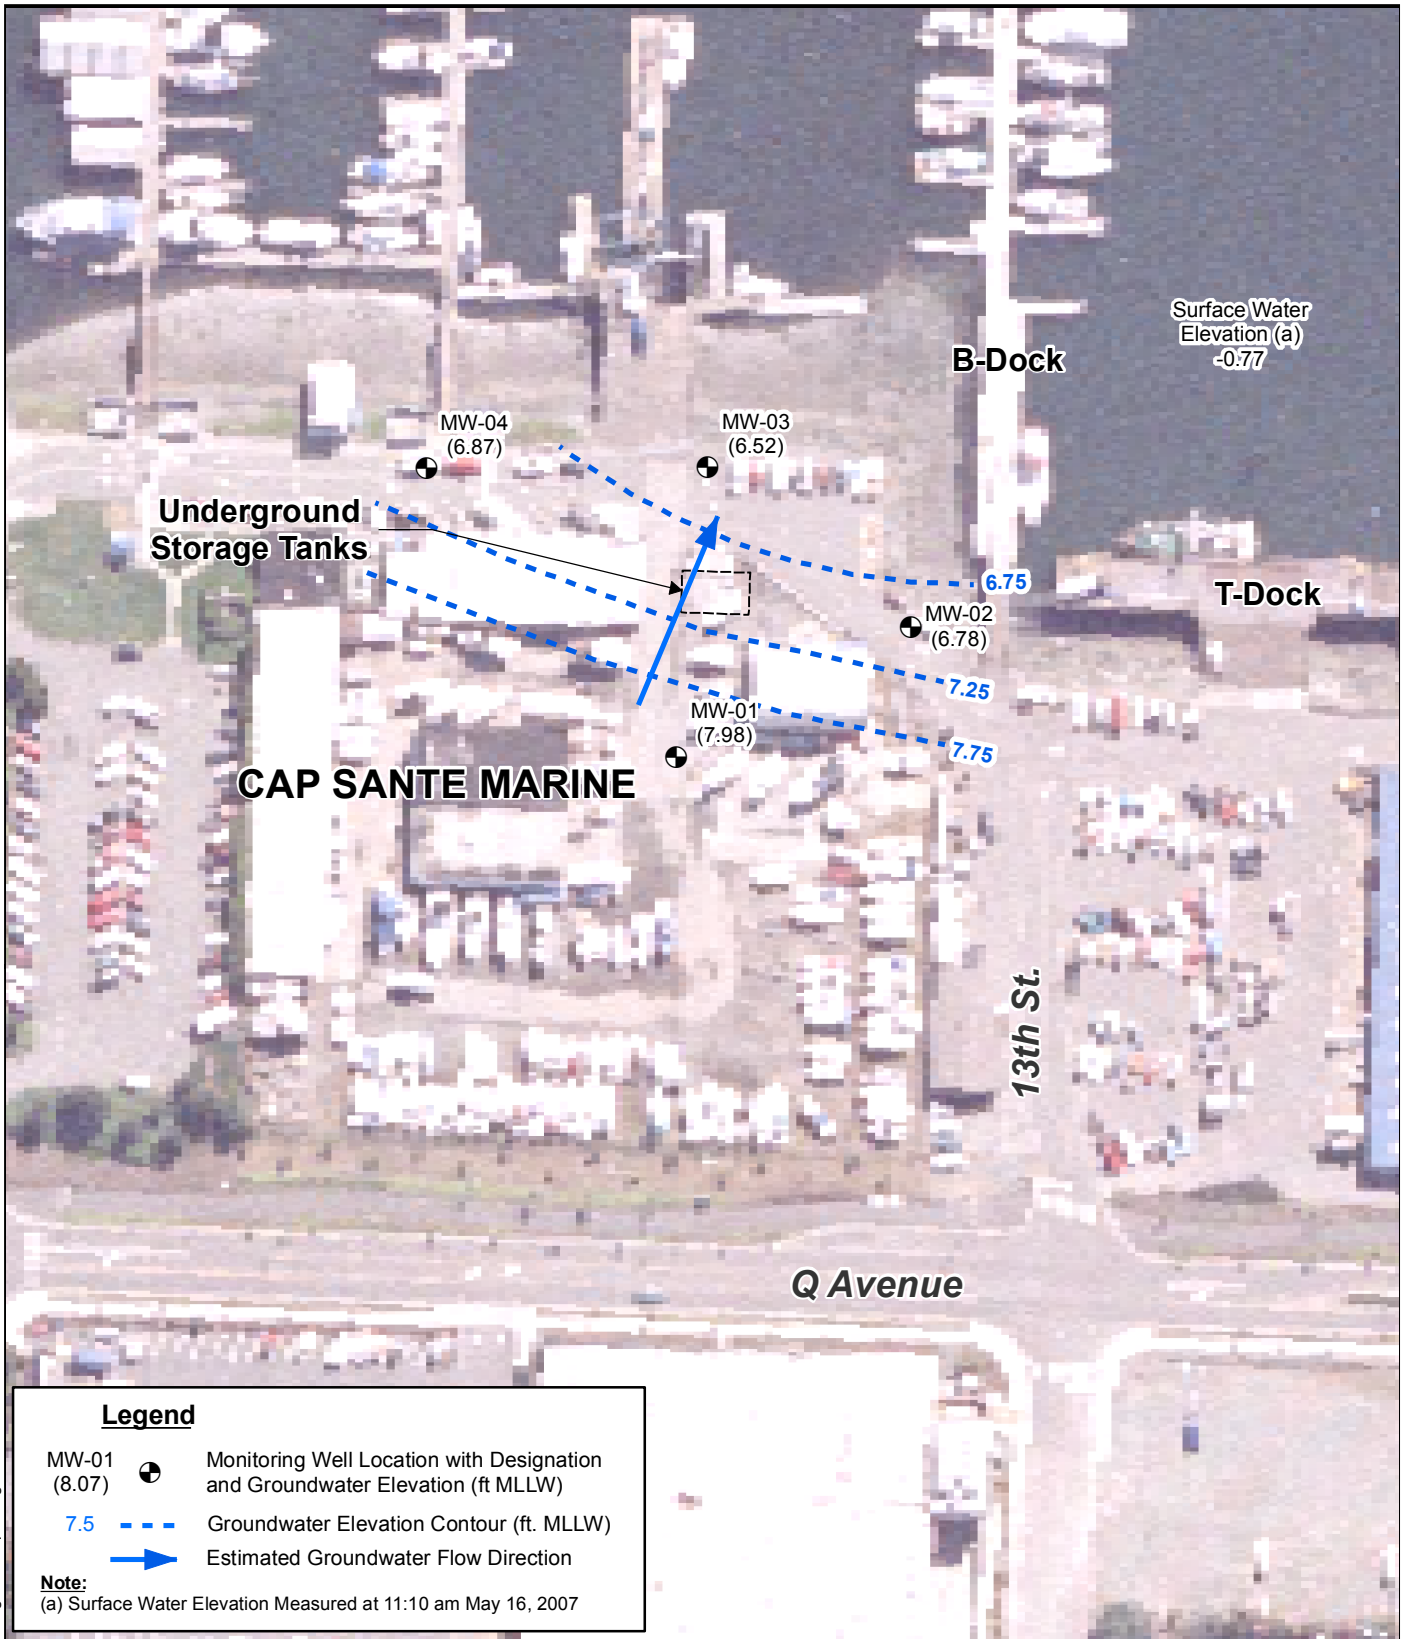 Surface Water
Elevation (a)
-0.77
B-Dock
MW-04
(6.87)
MW-03
(6.52)
Underground
Storage Tanks
6.75
T-Dock
MW-02
(6.78)
7.25
MW-01
(7.98)
7.75
CAP SANTE MARINE
13th St.
Q Avenue
Legend
MW-01
(8.07)
Monitoring Well Location with Designation
and Groundwater Elevation (ft MLLW)
7.5
Groundwater Elevation Contour (ft. MLLW)
Estimated Groundwater Flow Direction
Note:
(a) Surface Water Elevation Measured at 11:10 am May 16, 2007